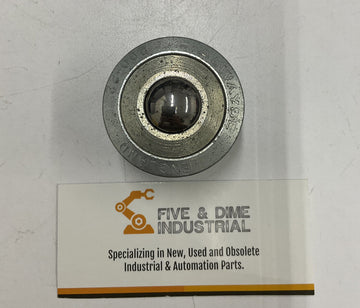 FIVE & DIME
INDUSTRIAL
Specializing in New, Used and Obsolete
Industrial & Automation Parts.